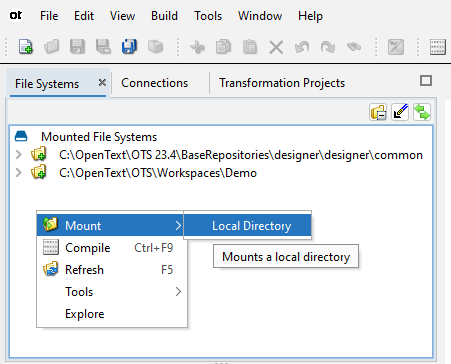 ot File Edit View Build Tools Window Help
File Systems × Connections Transformation Projects
Mounted File Systems
C:\OpenText\OTS 23.4\BaseRepositories\designer\designer\common
C:\OpenText\OTS\Workspaces\Demo
Mount Local Directory
Compile Ctrl+F9
Mounts a local directory
Refresh F5
Tools
Explore